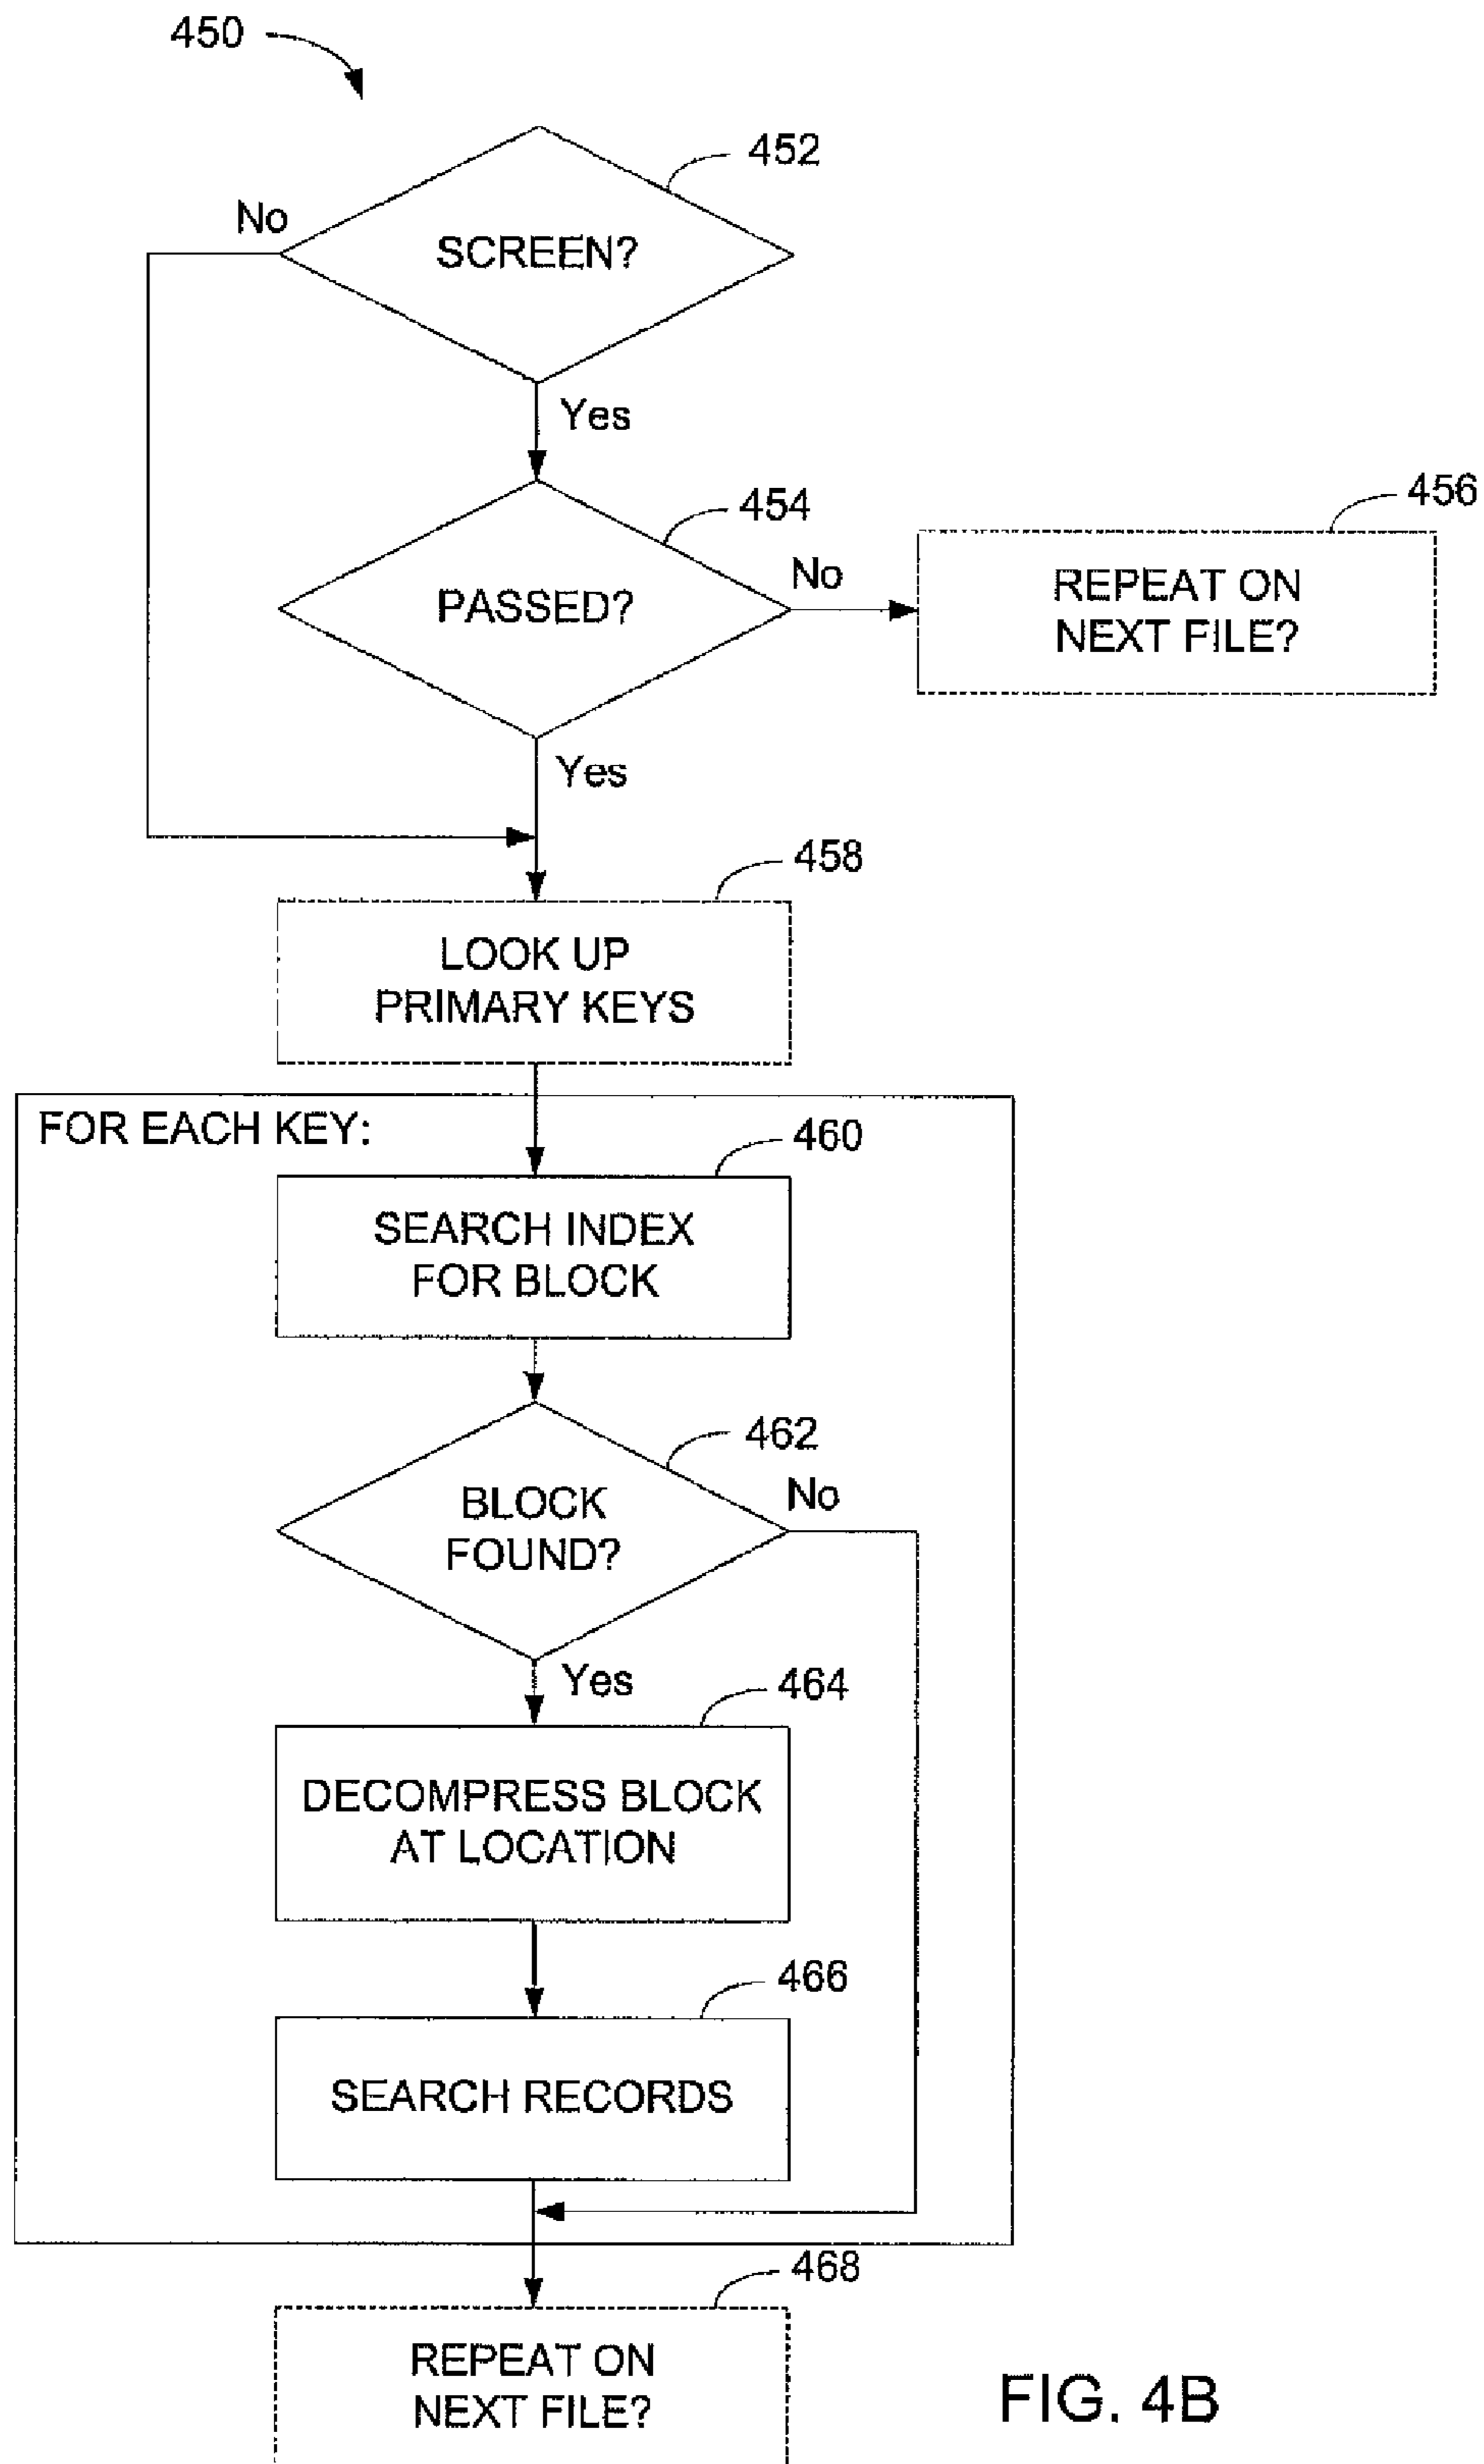 450
452
No
SCREEN?
Yes
454
456
No
PASSED?
REPEAT ON
NEXT FILE?
Yes
458
LOOK UP
PRIMARY KEYS
FOR EACH KEY:
460
SEARCH INDEX
FOR BLOCK
462
No
BLOCK
FOUND?
Yes
464
DECOMPRESS BLOCK
AT LOCATION
466
SEARCH RECORDS
468
REPEAT ON
NEXT FILE?
FIG. 4B